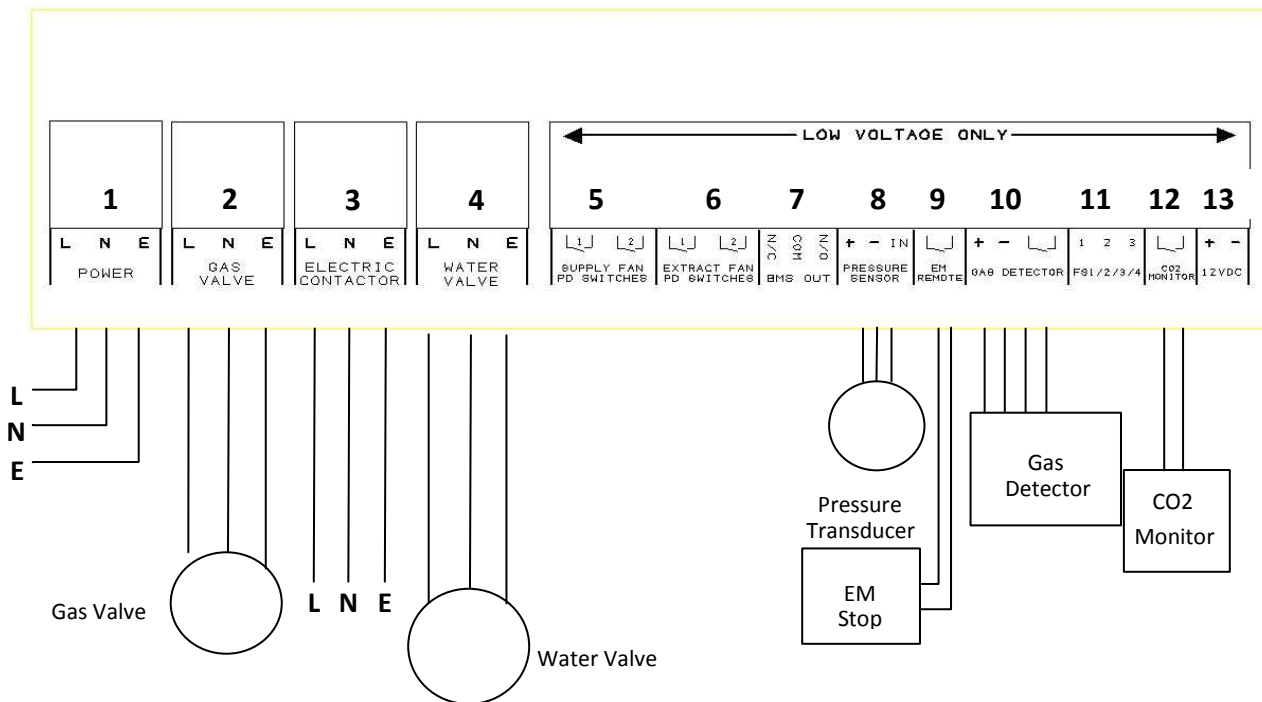 LOW VOLTAGE ONLY
1 2 3 4 5 6 7 8 9 10 11 12 13
L N E
POWER
L N E
GAS
VALVE
L N E
ELECTRIC
CONTACTOR
L N E
WATER
VALVE
1 2
SUPPLY FAN
PD SWITCHES
1 2
EXTRACT FAN
PD SWITCHES
N/C COM N/O
BMS OUT
+ - IN
PRESSURE
SENSOR
EM
REMOTE
+ -
GAS DETECTOR
1 2 3
FS1/2/3/4
CO2
MONITOR
+ -
12VDC
L
N
E
Gas Valve
L N E
Water Valve
Pressure
Transducer
EM
Stop
Gas
Detector
CO2
Monitor